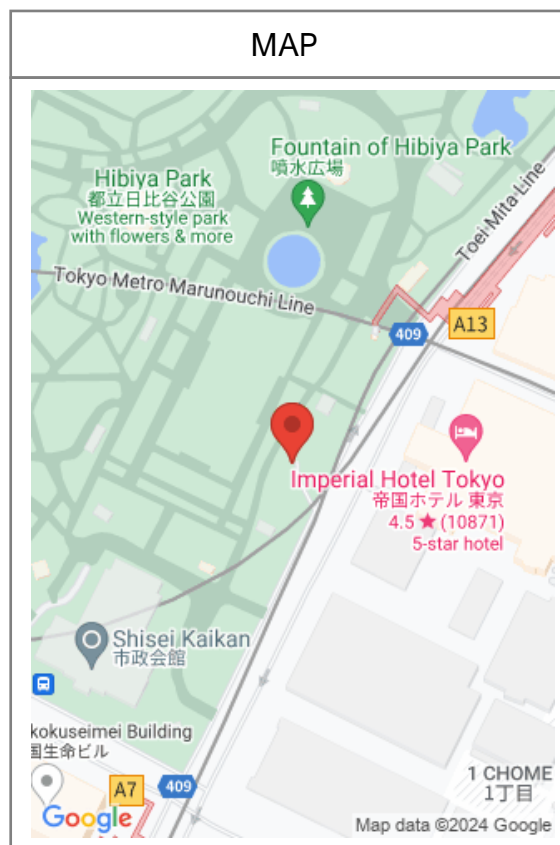 MAP
Fountain of Hibiya Park
噴水広場
Hibiya Park
都立日比谷公園
Western-style park
with flowers & more
Toei Mita Line
Tokyo Metro Marunouchi Line
409
A13
Imperial Hotel Tokyo
帝国ホテル 東京
4.5 ★ (10871)
5-star hotel
Shisei Kaikan
市政会館
kokuseimei Building
国生命ビル
A7
409
1 CHOME
1丁目
Google
Map data ©2024 Google